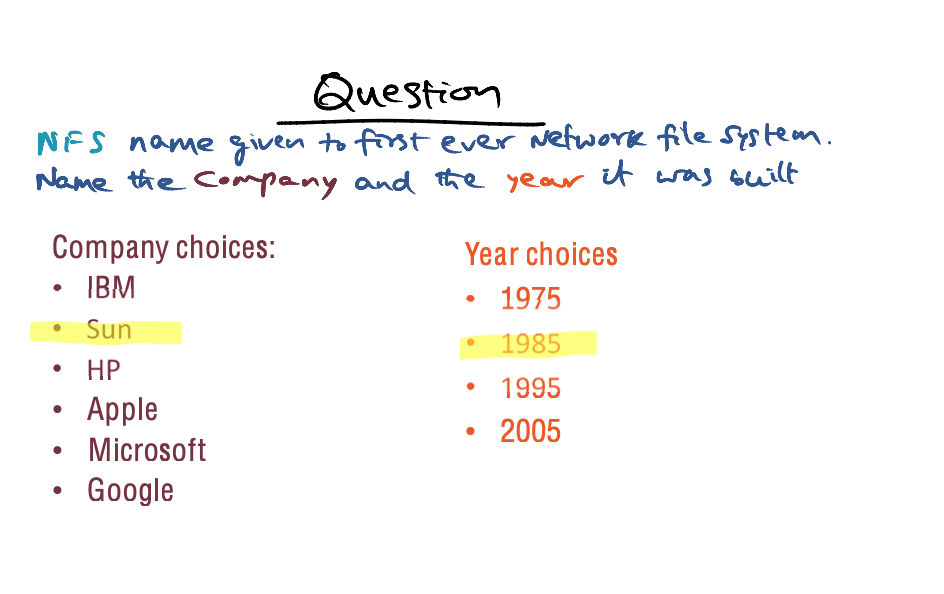 Question
NFS name given to first ever Network file system.
Name the Company and the year it was built
Company choices:
• IBM
• Sun
• HP
• Apple
• Microsoft
• Google
Year choices
• 1975
• 1985
• 1995
• 2005